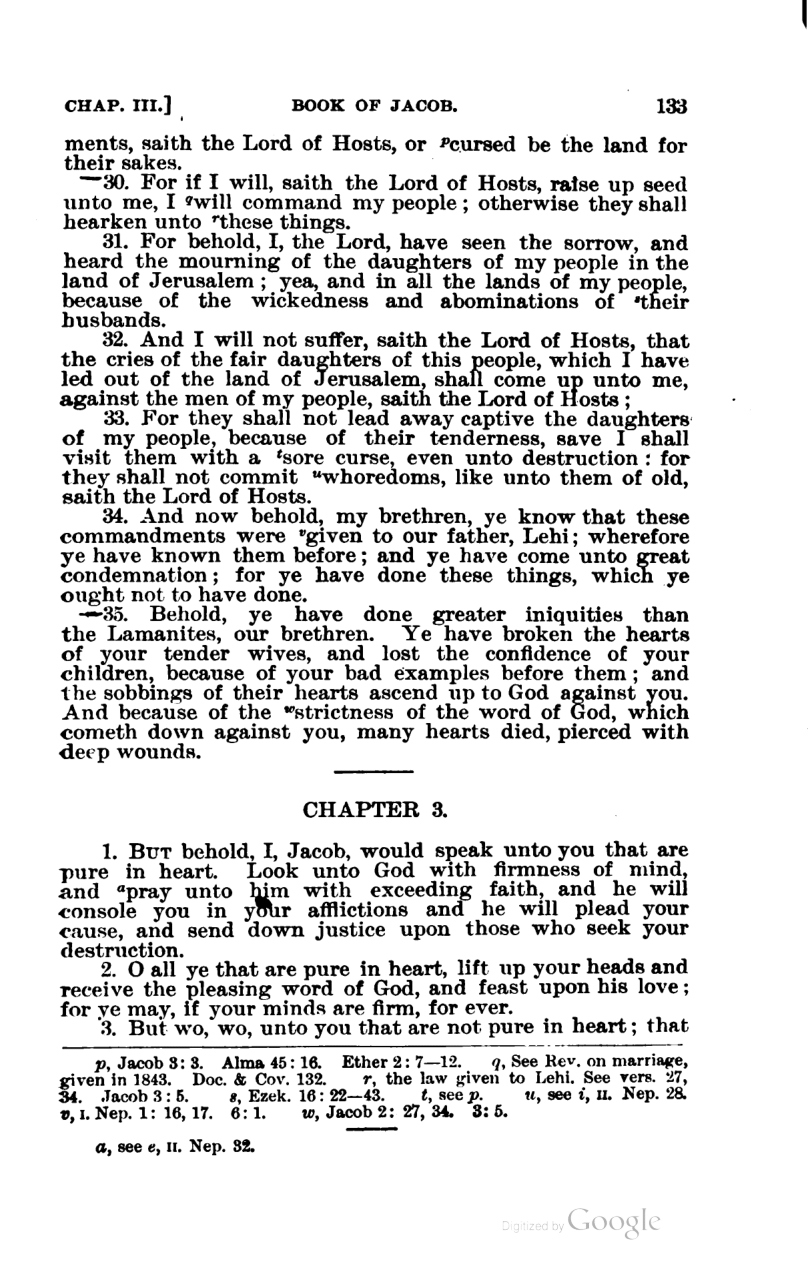 CHAP. III.] BOOK OF JACOB. 133
ments, saith the Lord of Hosts, or pcursed be the land for
their sakes.
—30. For if I will, saith the Lord of Hosts, raise up seed
unto me, I qwill command my people; otherwise they shall
hearken unto rthese things.
31. For behold, I, the Lord, have seen the sorrow, and
heard the mourning of the daughters of my people in the
land of Jerusalem; yea, and in all the lands of my people,
because of the wickedness and abominations of stheir
husbands.
32. And I will not suffer, saith the Lord of Hosts, that
the cries of the fair daughters of this people, which I have
led out of the land of Jerusalem, shall come up unto me,
against the men of my people, saith the Lord of Hosts;
33. For they shall not lead away captive the daughters
of my people, because of their tenderness, save I shall
visit them with a tsore curse, even unto destruction: for
they shall not commit uwhoredoms, like unto them of old,
saith the Lord of Hosts.
34. And now behold, my brethren, ye know that these
commandments were vgiven to our father, Lehi; wherefore
ye have known them before; and ye have come unto great
condemnation; for ye have done these things, which ye
ought not to have done.
—35. Behold, ye have done greater iniquities than
the Lamanites, our brethren. Ye have broken the hearts
of your tender wives, and lost the confidence of your
children, because of your bad examples before them; and
the sobbings of their hearts ascend up to God against you.
And because of the wstrictness of the word of God, which
cometh down against you, many hearts died, pierced with
deep wounds.
CHAPTER 3.
1. BUT behold, I, Jacob, would speak unto you that are
pure in heart. Look unto God with firmness of mind,
and apray unto him with exceeding faith, and he will
console you in your afflictions and he will plead your
cause, and send down justice upon those who seek your
destruction.
2. O all ye that are pure in heart, lift up your heads and
receive the pleasing word of God, and feast upon his love;
for ye may, if your minds are firm, for ever.
3. But wo, wo, unto you that are not pure in heart; that
p, Jacob 3: 3. Alma 45: 16. Ether 2: 7—12. q, See Rev. on marriage,
given in 1843. Doc. & Cov. 132. r, the law given to Lehi. See vers. 27,
34. Jacob 3: 5. s, Ezek. 16: 22—43. t, see p. u, see i, II. Nep. 28.
v, I. Nep. 1: 16, 17. 6: 1. w, Jacob 2: 27, 34. 3: 5.
a, see e, II. Nep. 32.
Digitized by Google